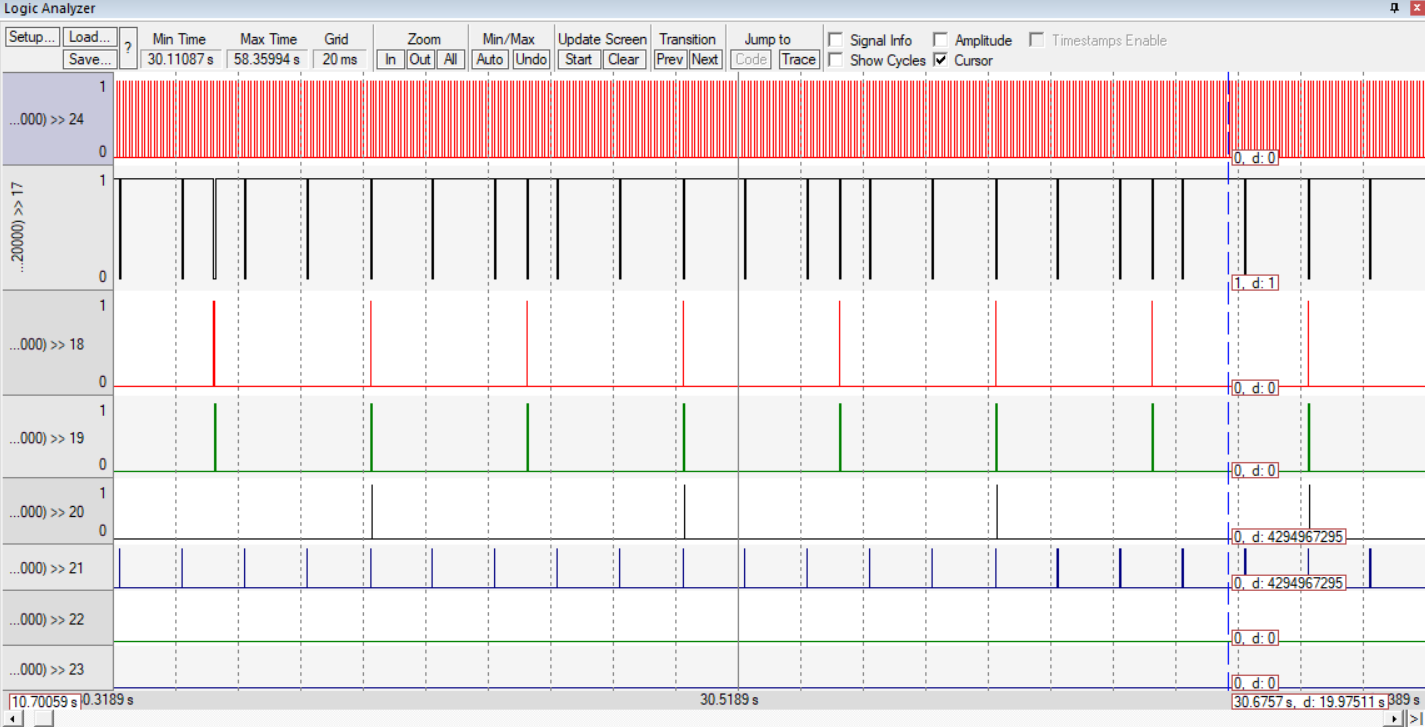 Logic Analyzer
Setup... Load... ? Min Time Max Time Grid Zoom Min/Max Update Screen Transition Jump to Signal Info Amplitude Timestamps Enable
Save... 30.11087 s 58.35994 s 20 ms In Out All Auto Undo Start Clear Prev Next Code Trace Show Cycles Cursor
1
...000) >> 24
0
0, d: 0
1
...20000) >> 17
0
1, d: 1
1
...000) >> 18
0
0, d: 0
1
...000) >> 19
0
0, d: 0
1
...000) >> 20
0
0, d: 4294967295
...000) >> 21
0, d: 4294967295
...000) >> 22
0, d: 0
...000) >> 23
0, d: 0
10.70059 s 0.3189 s 30.5189 s 30.6757 s, d: 19.97511 s 389 s
>